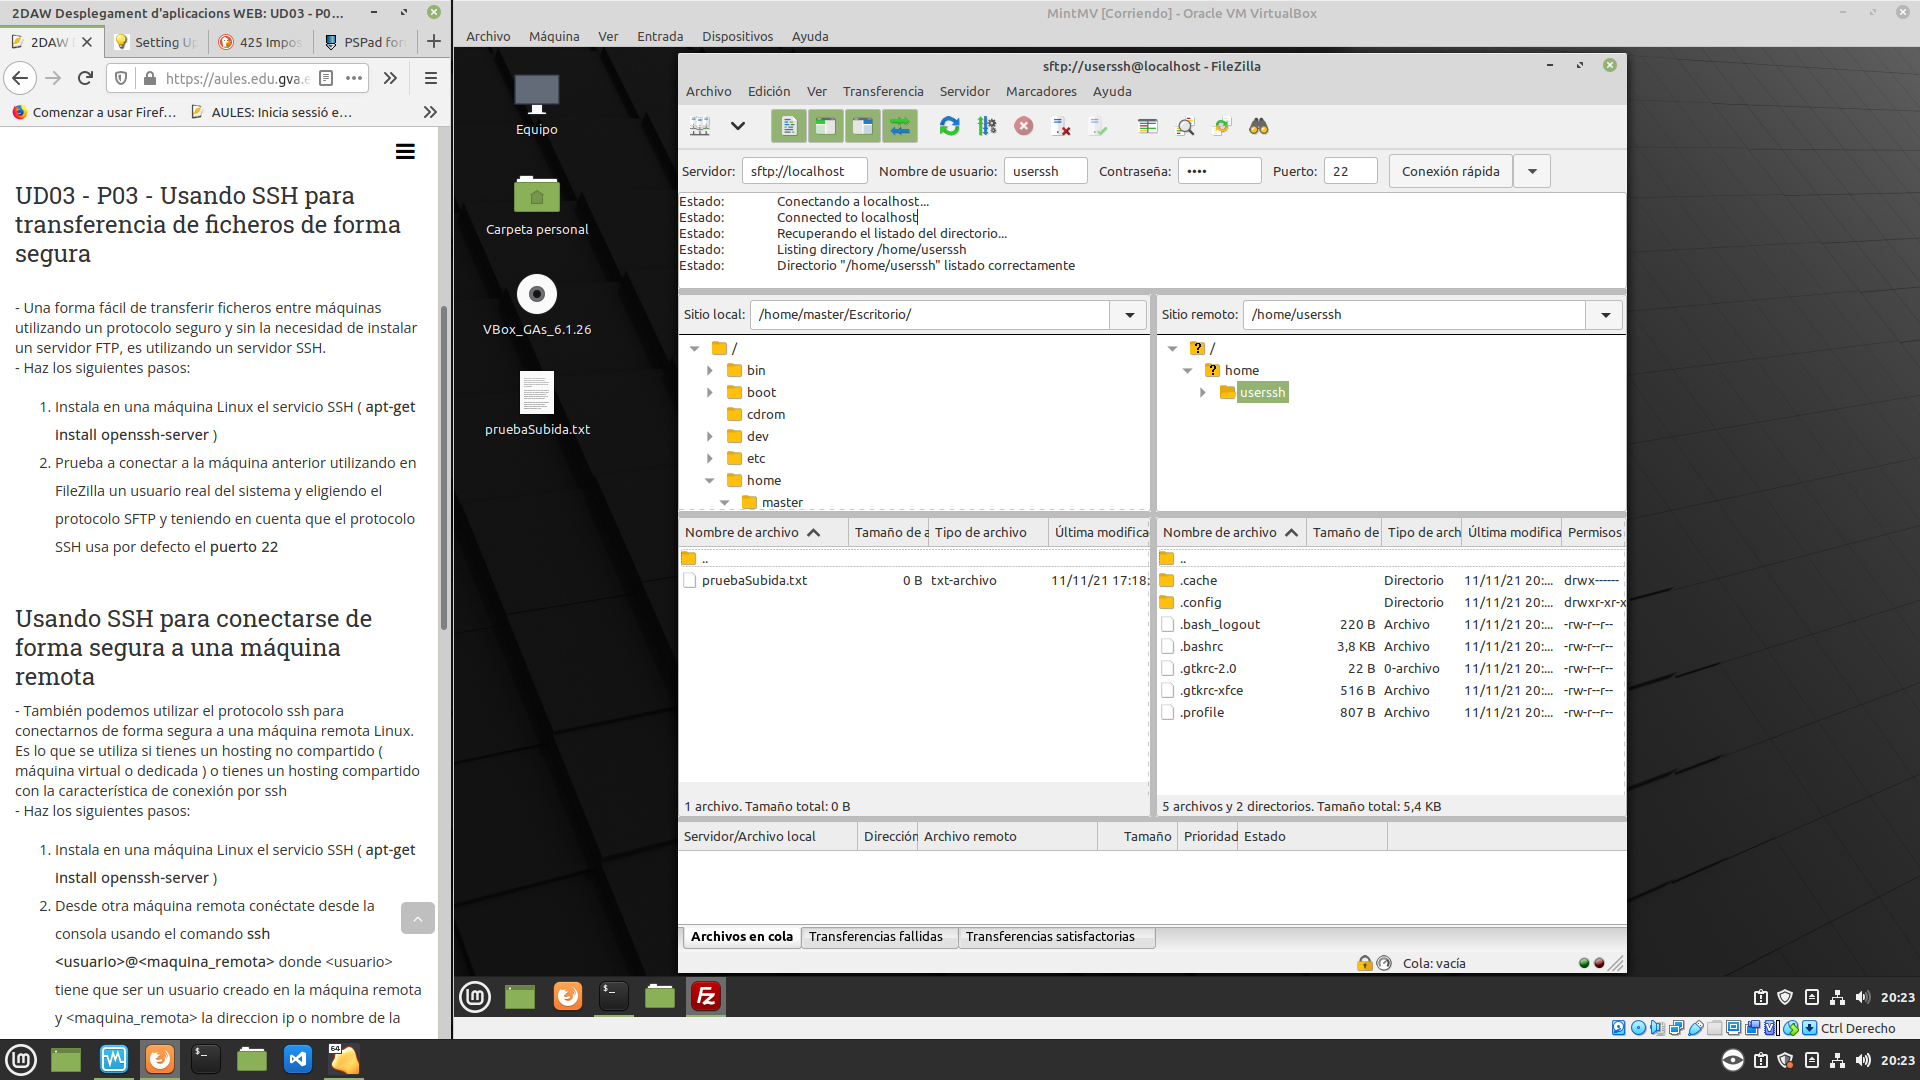 2DAW Desplegament d'aplicacions WEB: UD03 - P0...
2DAW
Setting Up
425 Impos
PSPad for
https://aules.edu.gva.e
Comenzar a usar Firef...
AULES: Inicia sessió e...
UD03 - P03 - Usando SSH para
transferencia de ficheros de forma
segura
- Una forma fácil de transferir ficheros entre máquinas
utilizando un protocolo seguro y sin la necesidad de instalar
un servidor FTP, es utilizando un servidor SSH.
- Haz los siguientes pasos:
1. Instala en una máquina Linux el servicio SSH ( apt-get
install openssh-server )
2. Prueba a conectar a la máquina anterior utilizando en
FileZilla un usuario real del sistema y eligiendo el
protocolo SFTP y teniendo en cuenta que el protocolo
SSH usa por defecto el puerto 22
Usando SSH para conectarse de
forma segura a una máquina
remota
- También podemos utilizar el protocolo ssh para
conectarnos de forma segura a una máquina remota Linux.
Es lo que se utiliza si tienes un hosting no compartido (
máquina virtual o dedicada ) o tienes un hosting compartido
con la característica de conexión por ssh
- Haz los siguientes pasos:
1. Instala en una máquina Linux el servicio SSH ( apt-get
install openssh-server )
2. Desde otra máquina remota conéctate desde la
consola usando el comando ssh
<usuario>@<maquina_remota> donde <usuario>
tiene que ser un usuario creado en la máquina remota
y <maquina_remota> la direccion ip o nombre de la
MintMV [Corriendo] - Oracle VM VirtualBox
Archivo Máquina Ver Entrada Dispositivos Ayuda
Equipo
Carpeta personal
VBox_GAs_6.1.26
pruebaSubida.txt
sftp://userssh@localhost - FileZilla
Archivo Edición Ver Transferencia Servidor Marcadores Ayuda
Servidor: sftp://localhost Nombre de usuario: userssh Contraseña: •••• Puerto: 22 Conexión rápida
Estado: Conectando a localhost...
Estado: Connected to localhost
Estado: Recuperando el listado del directorio...
Estado: Listing directory /home/userssh
Estado: Directorio "/home/userssh" listado correctamente
Sitio local: /home/master/Escritorio/
/
bin
boot
cdrom
dev
etc
home
master
Sitio remoto: /home/userssh
/
home
userssh
Nombre de archivo Tamaño de a Tipo de archivo Última modifica
..
pruebaSubida.txt 0 B txt-archivo 11/11/21 17:18:
1 archivo. Tamaño total: 0 B
Nombre de archivo Tamaño de Tipo de arch Última modifica Permisos
..
.cache Directorio 11/11/21 20:... drwx------
.config Directorio 11/11/21 20:... drwxr-xr-x
.bash_logout 220 B Archivo 11/11/21 20:... -rw-r--r--
.bashrc 3,8 KB Archivo 11/11/21 20:... -rw-r--r--
.gtkrc-2.0 22 B 0-archivo 11/11/21 20:... -rw-r--r--
.gtkrc-xfce 516 B Archivo 11/11/21 20:... -rw-r--r--
.profile 807 B Archivo 11/11/21 20:... -rw-r--r--
5 archivos y 2 directorios. Tamaño total: 5,4 KB
Servidor/Archivo local Dirección Archivo remoto Tamaño Prioridad Estado
Archivos en cola Transferencias fallidas Transferencias satisfactorias
Cola: vacía
20:23
Ctrl Derecho
64
20:23